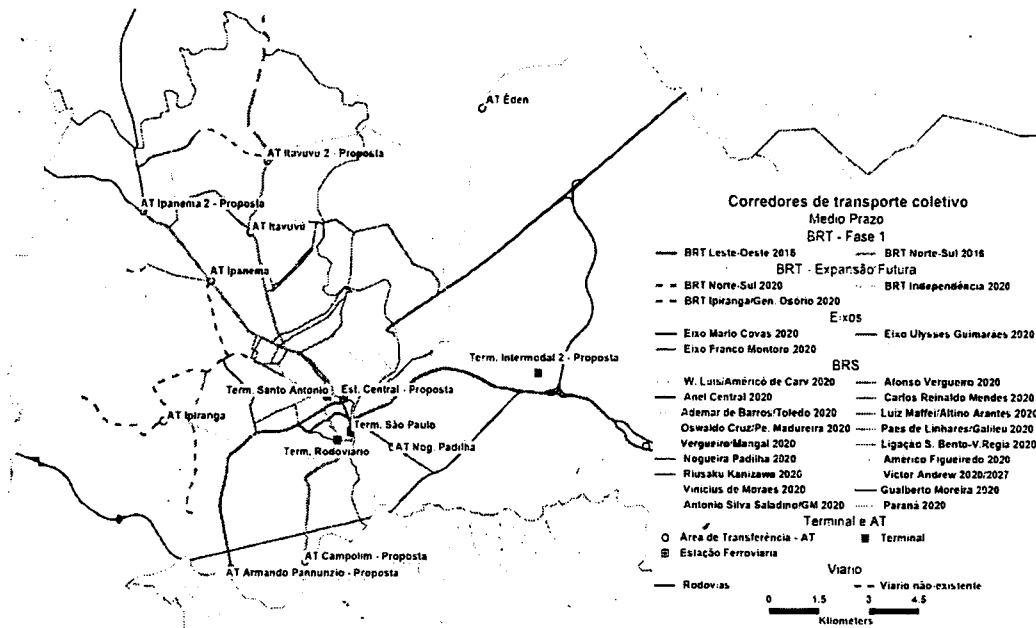 AT Éden
AT Itavuvu 2 - Proposta
AT Ipanema 2 - Proposta
AT Itavuvu
AT Ipanema
Term. Intermodal 2 - Proposta
Term. Santo Antonio
Est. Central - Proposta
AT Ipiranga
Term. São Paulo
AT Nog. Padilha
Term. Rodoviario
AT Campolim - Proposta
AT Armando Pannunzio - Proposta
Corredores de transporte coletivo
Medio Prazo
BRT - Fase 1
BRT Leste-Oeste 2016 BRT Norte-Sul 2016
BRT - Expansão Futura
BRT Norte-Sul 2020 BRT Independência 2020
BRT Ipiranga/Gen. Osório 2020
Eixos
Eixo Mario Covas 2020 Eixo Ulysses Guimarães 2020
Eixo Franco Montoro 2020
BRS
W. Luis/Américo de Carv 2020 Afonso Vergueiro 2020
Anel Central 2020 Carlos Reinaldo Mendes 2020
Ademar de Barros/Toledo 2020 Luiz Maffei/Altino Arantes 2020
Oswaldo Cruz/Pe. Madureira 2020 Paes de Linhares/Galileu 2020
Vergueiro/Mangal 2020 Ligação S. Bento-V.Regia 2020
Nogueira Padilha 2020 Américo Figueiredo 2020
Riusaku Kanizawa 2020 Victor Andrew 2020/2027
Vinicius de Moraes 2020 Gualberto Moreira 2020
Antonio Silva Saladino/GM 2020 Paraná 2020
Terminal e AT
Área de Transferência - AT Terminal
Estação Ferroviaria
Viario
Rodovias Viario não-existente
0 1.5 3 4.5
Kilometers